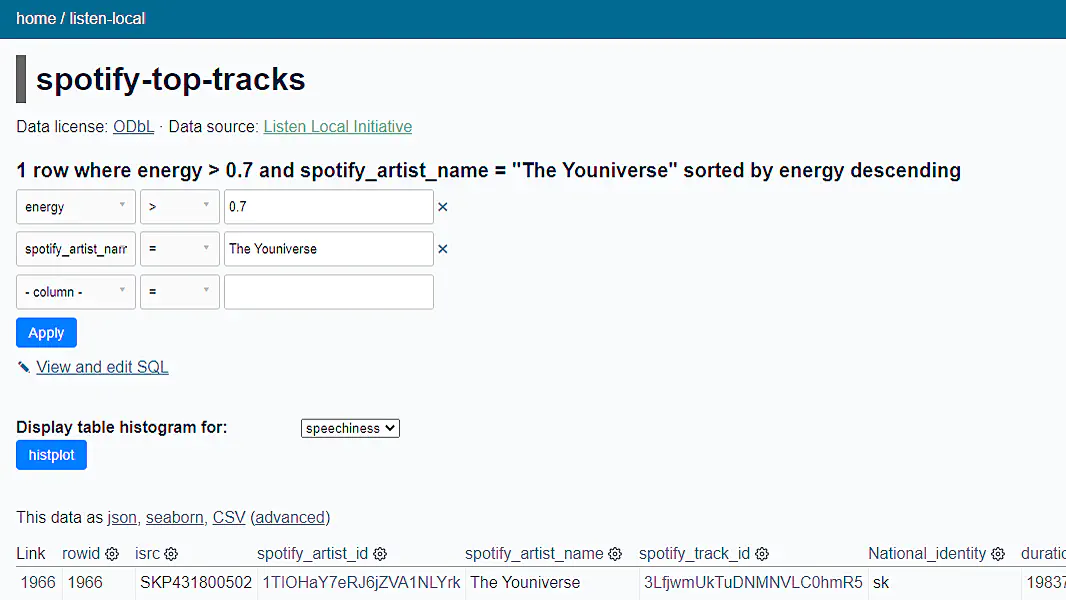 home / listen-local
spotify-top-tracks
Data license: ODbL · Data source: Listen Local Initiative
1 row where energy > 0.7 and spotify_artist_name = "The Youniverse" sorted by energy descending
energy > 0.7 ×
spotify_artist_nam = The Youniverse ×
- column - =
Apply
View and edit SQL
Display table histogram for: speechiness
histplot
This data as json, seaborn, CSV (advanced)
Link rowid isrc spotify_artist_id spotify_artist_name spotify_track_id National_identity duratic
1966 1966 SKP431800502 1TlOHaY7eRJ6jZVA1NLYrk The Youniverse 3LfjwmUkTuDNMNVLC0hmR5 sk 19837